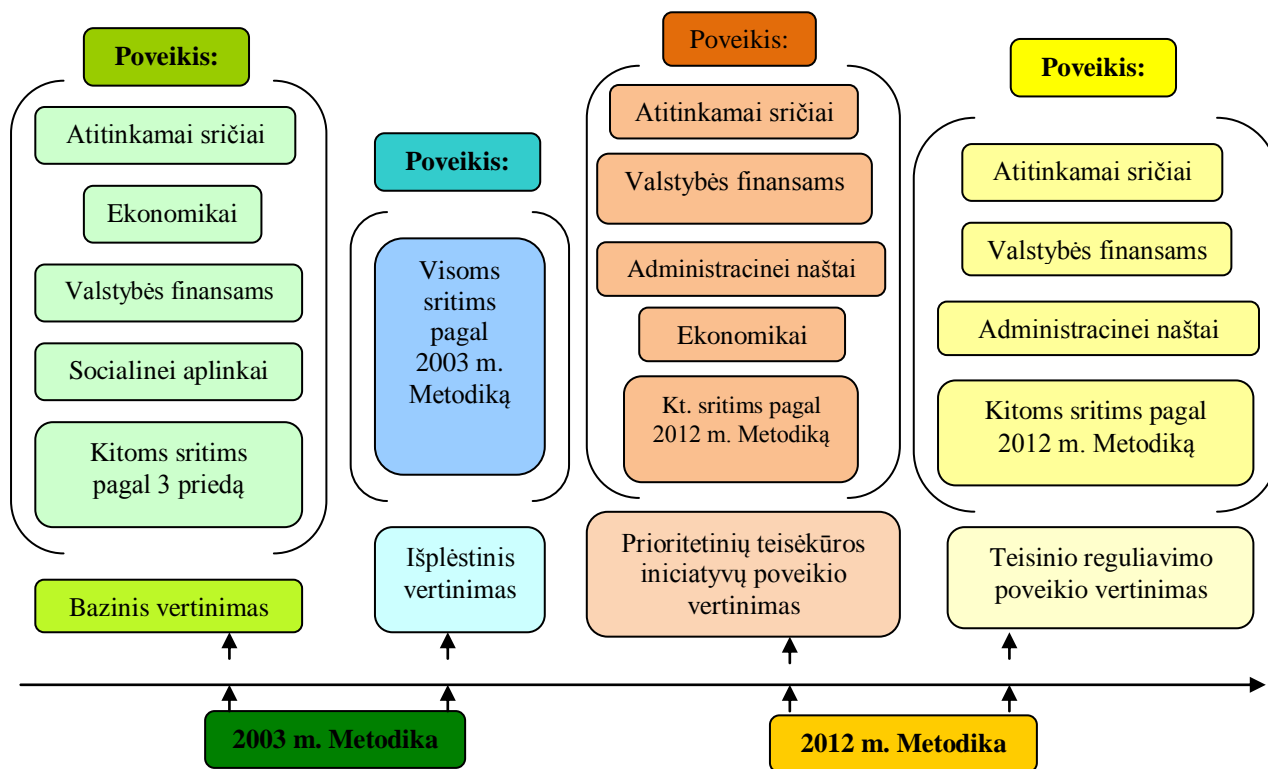 Poveikis:
Atitinkamai sričiai
Ekonomikai
Valstybės finansams
Socialinei aplinkai
Kitoms sritims
pagal 3 priedą
Bazinis vertinimas
Poveikis:
Visoms
sritims
pagal
2003 m.
Metodiką
Išplėstinis
vertinimas
Poveikis:
Atitinkamai sričiai
Valstybės finansams
Administracinei naštai
Ekonomikai
Kt. sritims pagal
2012 m. Metodiką
Prioritetinių teisėkūros
iniciatyvų poveikio
vertinimas
Poveikis:
Atitinkamai sričiai
Valstybės finansams
Administracinei naštai
Kitoms sritims pagal
2012 m. Metodiką
Teisinio reguliavimo
poveikio vertinimas
2003 m. Metodika
2012 m. Metodika